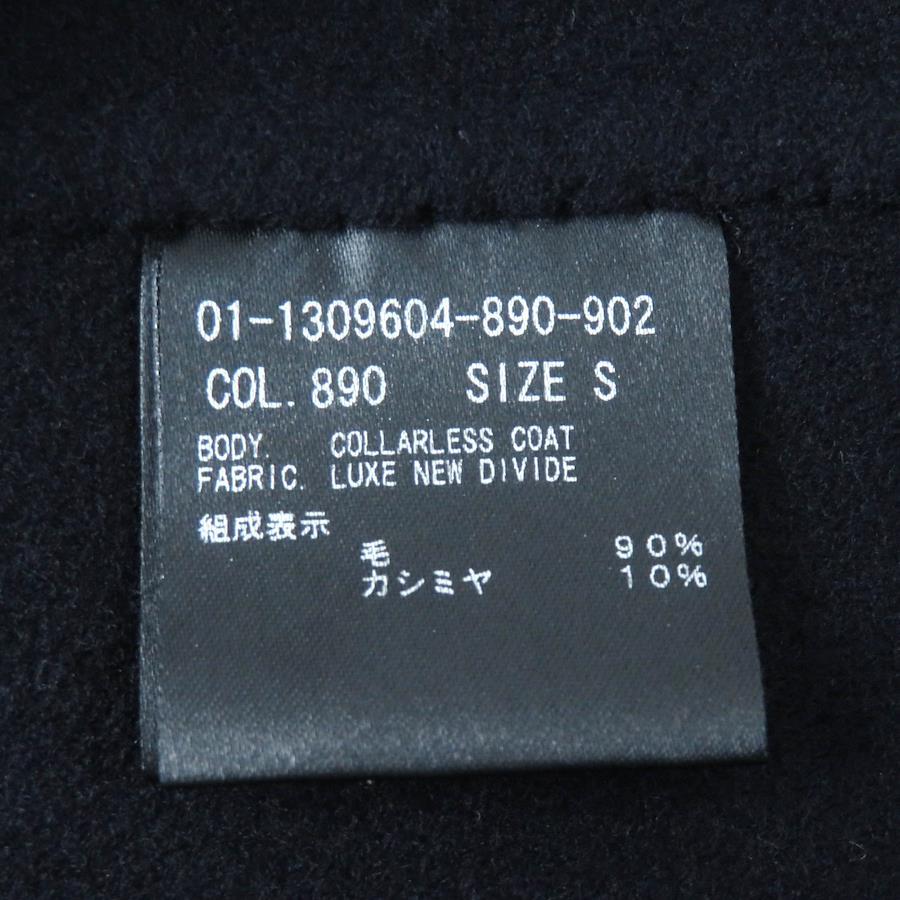 01-1309604-890-902
COL. 890 SIZE S
BODY. COLLARLESS COAT
FABRIC. LUXE NEW DIVIDE
組成表示
毛 90%
カシミヤ 10%